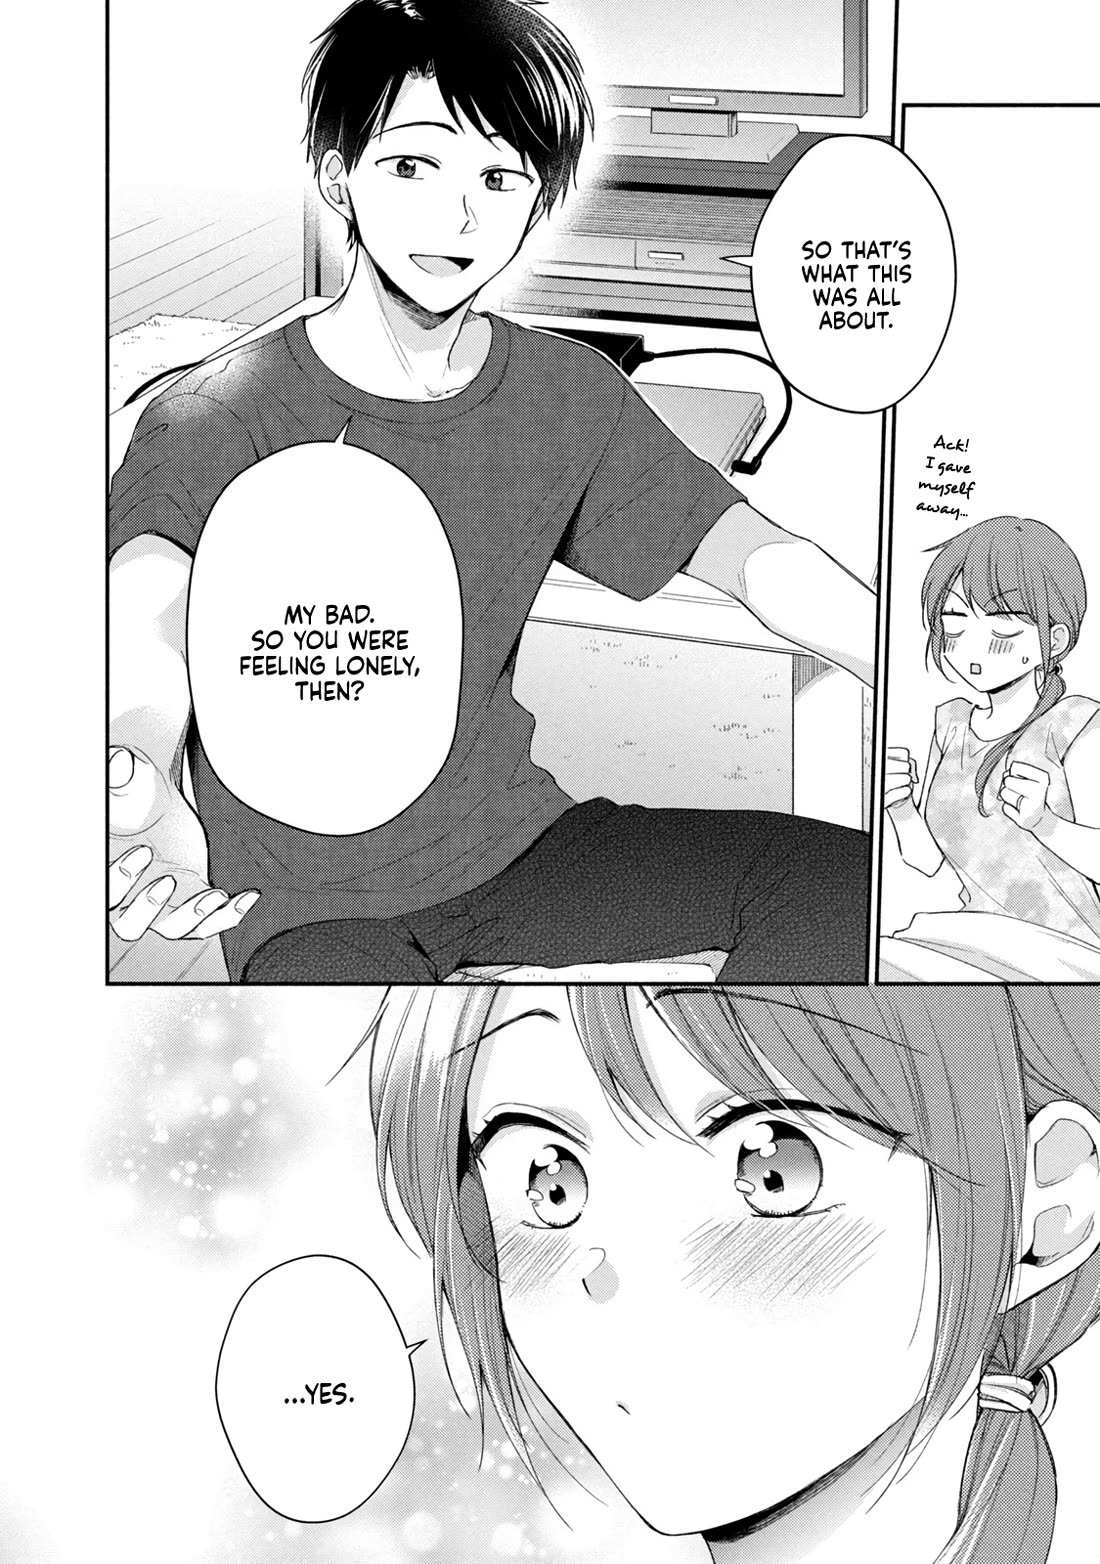 SO THAT'S
WHAT THIS
WAS ALL
ABOUT.
Ack!
I gave
myself
away...
MY BAD.
SO YOU WERE
FEELING LONELY,
THEN?
...YES.